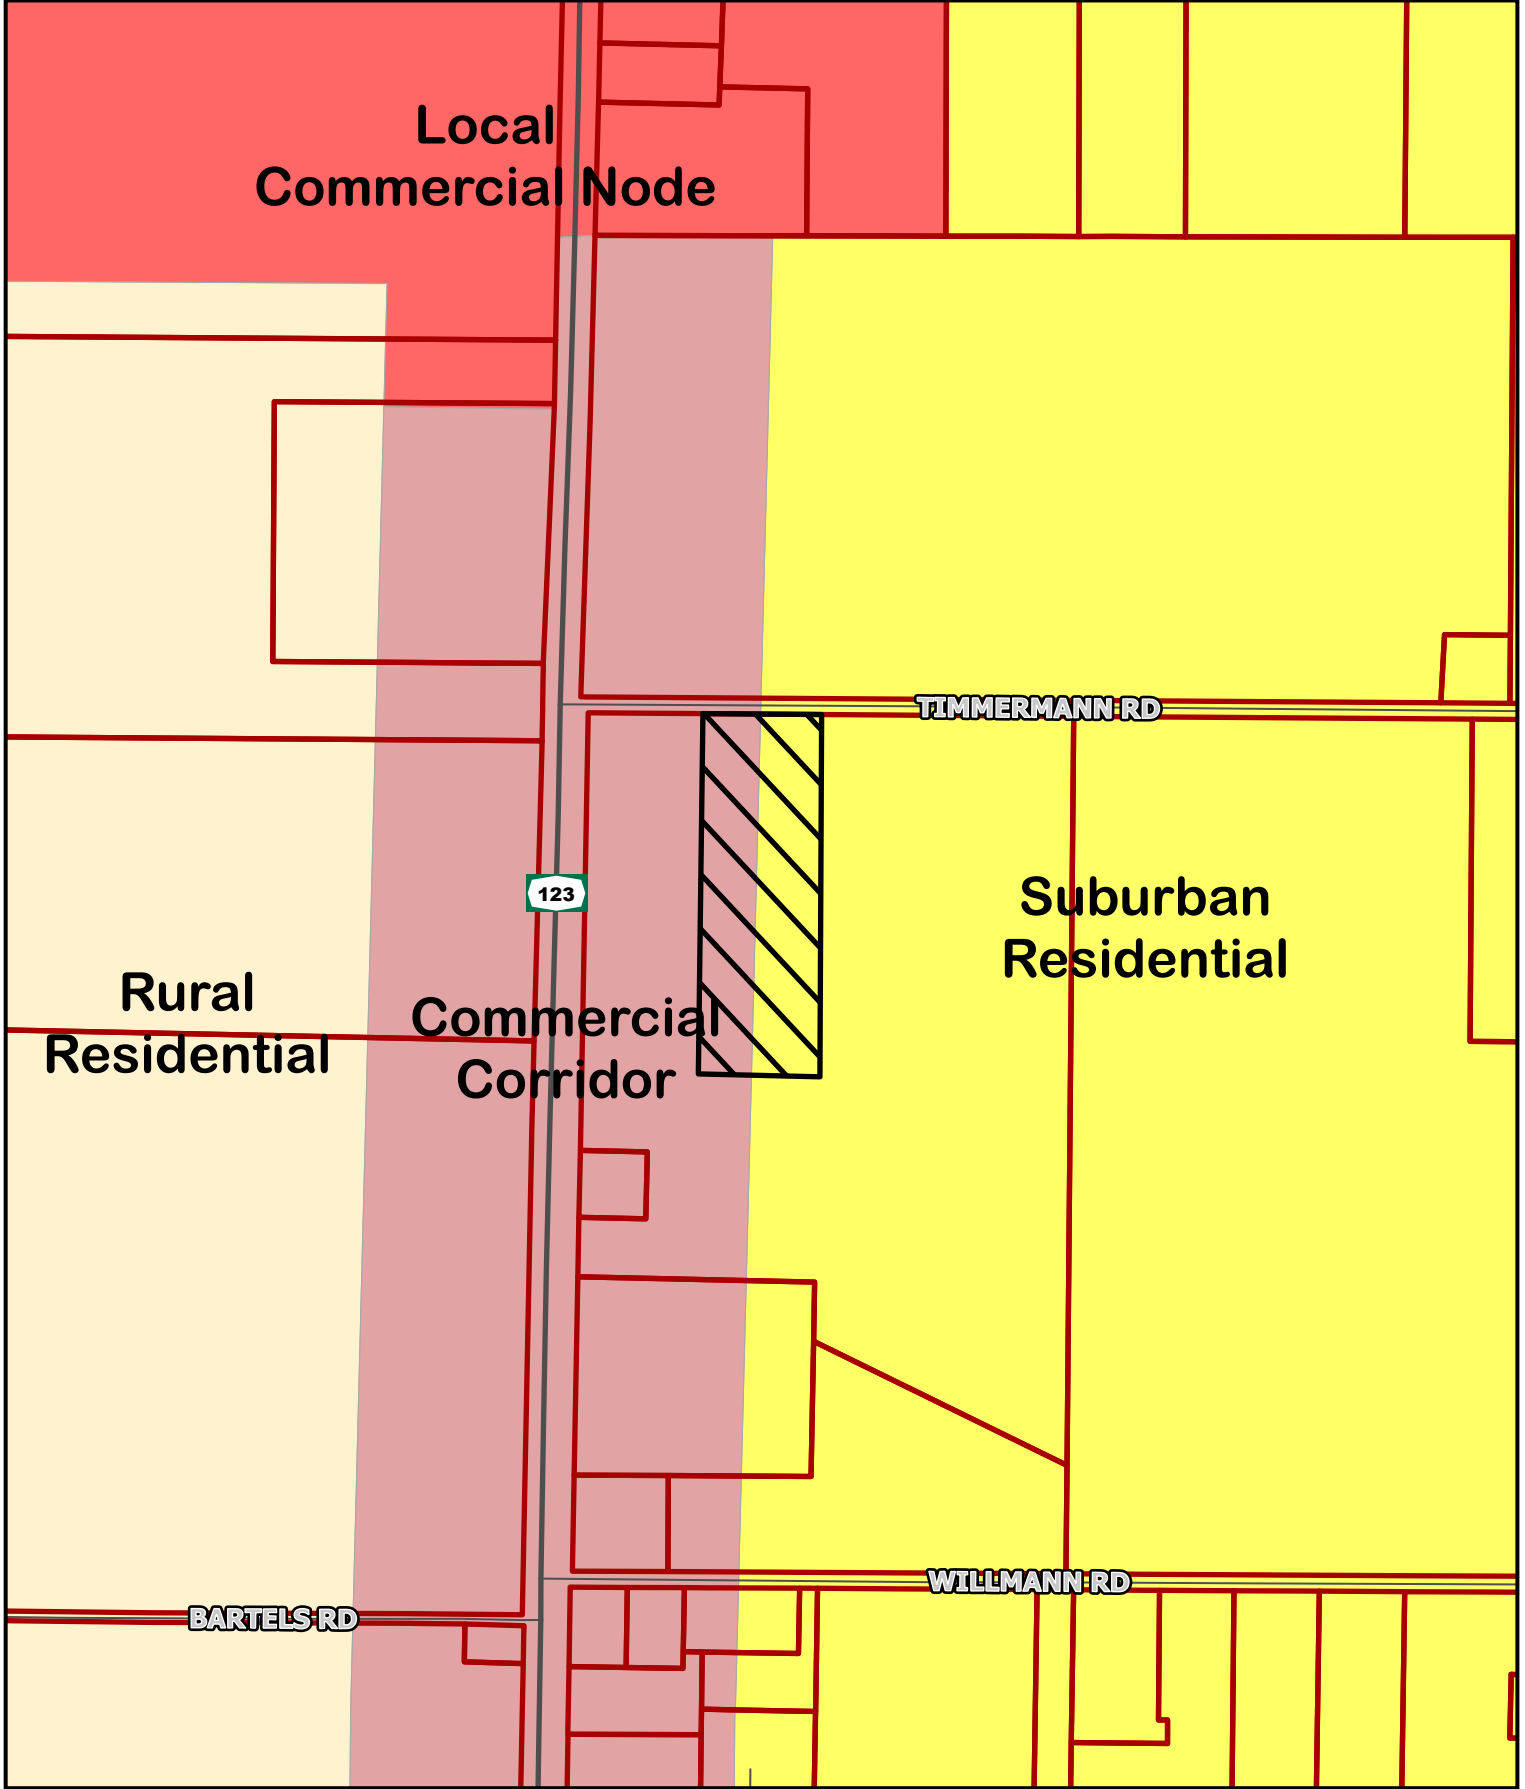 Local
Commercial Node
TIMMERMANN RD
123
Suburban
Residential
Rural
Residential
Commercial
Corridor
WILLMANN RD
BARTELS RD